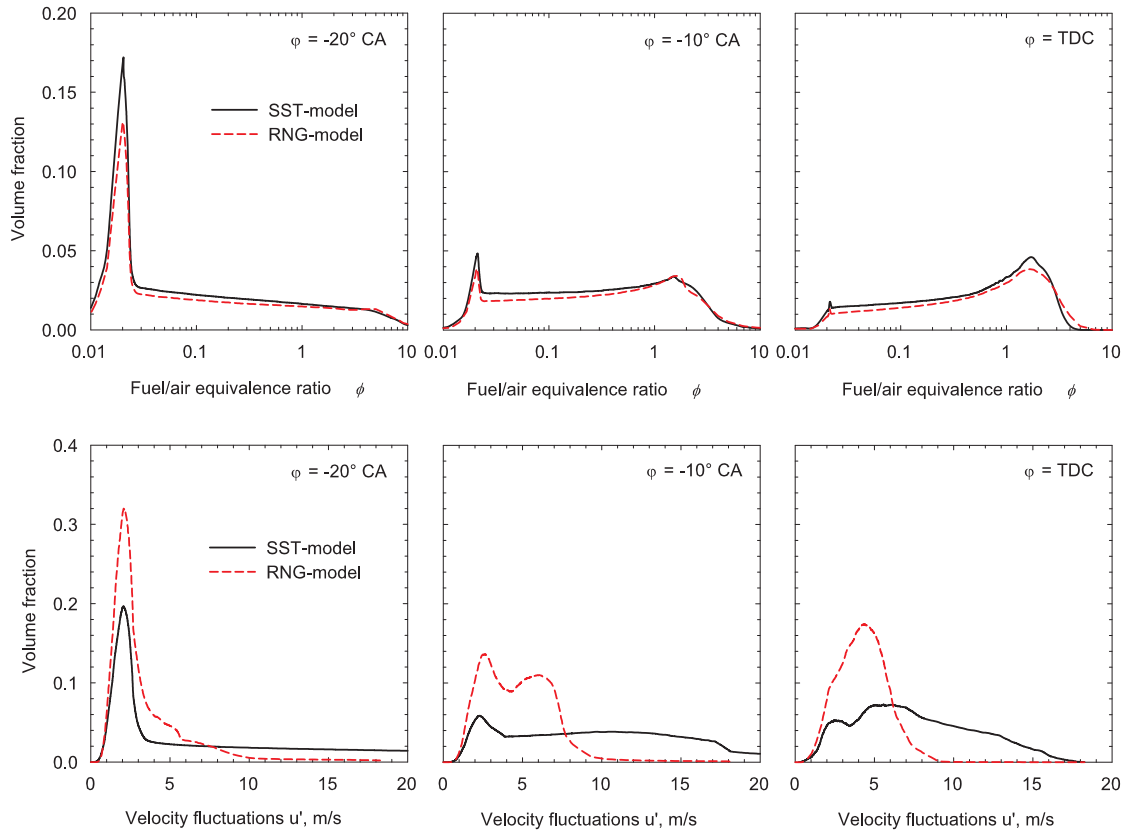 0.20
0.15
0.10
0.05
0.00
Volume fraction
φ = -20° CA
SST-model
RNG-model
0.01 0.1 1 10
Fuel/air equivalence ratio ϕ
φ = -10° CA
0.01 0.1 1 10
Fuel/air equivalence ratio ϕ
φ = TDC
0.01 0.1 1 10
Fuel/air equivalence ratio ϕ
0.4
0.3
0.2
0.1
0.0
Volume fraction
φ = -20° CA
SST-model
RNG-model
0 5 10 15 20
Velocity fluctuations u', m/s
φ = -10° CA
0 5 10 15 20
Velocity fluctuations u', m/s
φ = TDC
0 5 10 15 20
Velocity fluctuations u', m/s